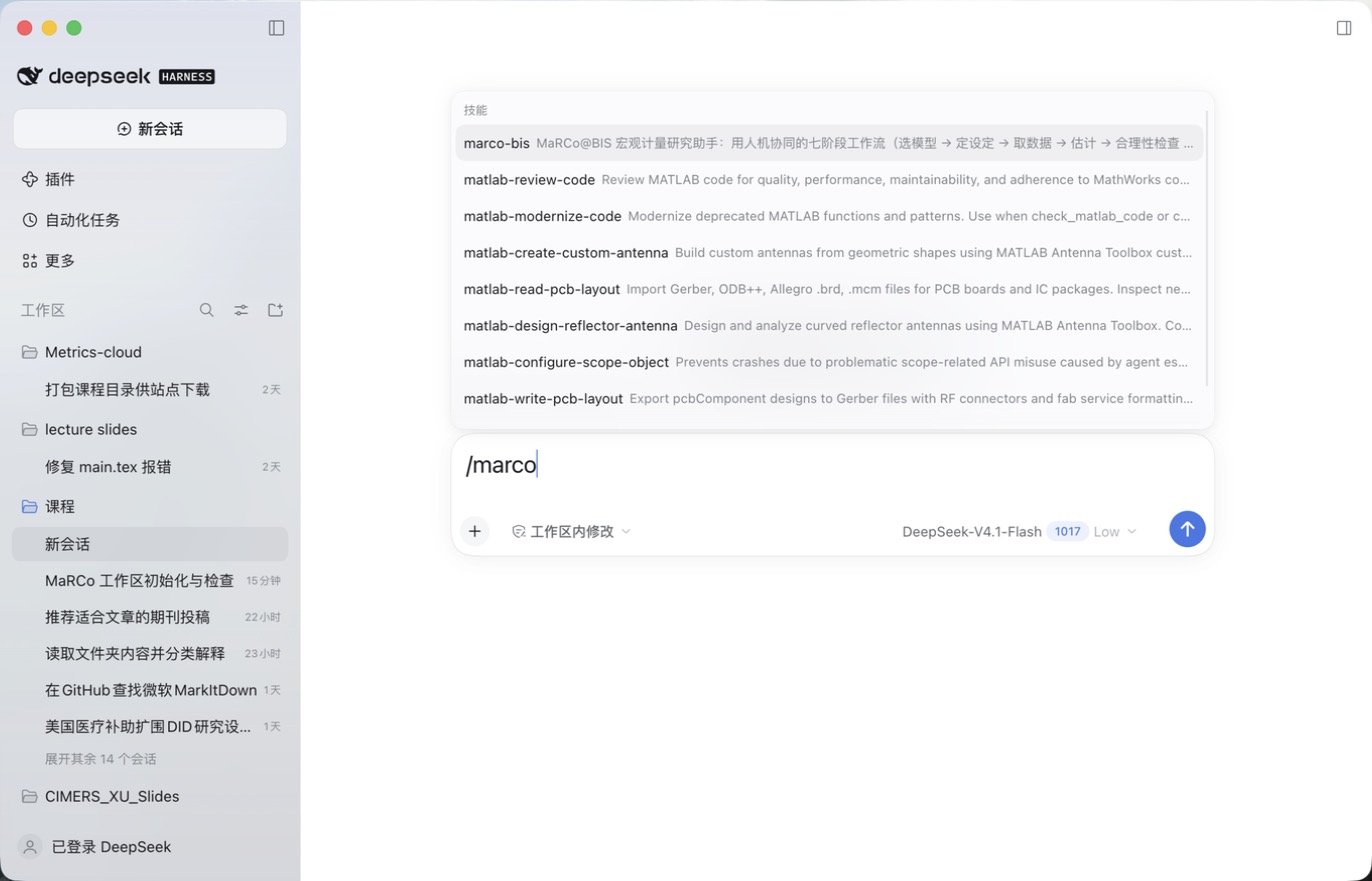 deepseek HARNESS
新会话
插件
自动化任务
更多
工作区
Metrics-cloud
打包课程目录供站点下载 2天
lecture slides
修复 main.tex 报错 2天
课程
新会话
MaRCo 工作区初始化与检查 15分钟
推荐适合文章的期刊投稿 22小时
读取文件夹内容并分类解释 23小时
在GitHub查找微软MarkItDown 1天
美国医疗补助扩围DID研究设... 1天
展开其余 14 个会话
CIMERS_XU_Slides
已登录 DeepSeek
技能
marco-bis MaRCo@BIS 宏观计量研究助手：用人机协同的七阶段工作流（选模型 → 定设定 → 取数据 → 估计 → 合理性检查 ...
matlab-review-code Review MATLAB code for quality, performance, maintainability, and adherence to MathWorks co...
matlab-modernize-code Modernize deprecated MATLAB functions and patterns. Use when check_matlab_code or c...
matlab-create-custom-antenna Build custom antennas from geometric shapes using MATLAB Antenna Toolbox cust...
matlab-read-pcb-layout Import Gerber, ODB++, Allegro .brd, .mcm files for PCB boards and IC packages. Inspect ne...
matlab-design-reflector-antenna Design and analyze curved reflector antennas using MATLAB Antenna Toolbox. Co...
matlab-configure-scope-object Prevents crashes due to problematic scope-related API misuse caused by agent es...
matlab-write-pcb-layout Export pcbComponent designs to Gerber files with RF connectors and fab service formattin...
/marco
工作区内修改
DeepSeek-V4.1-Flash 1017 Low